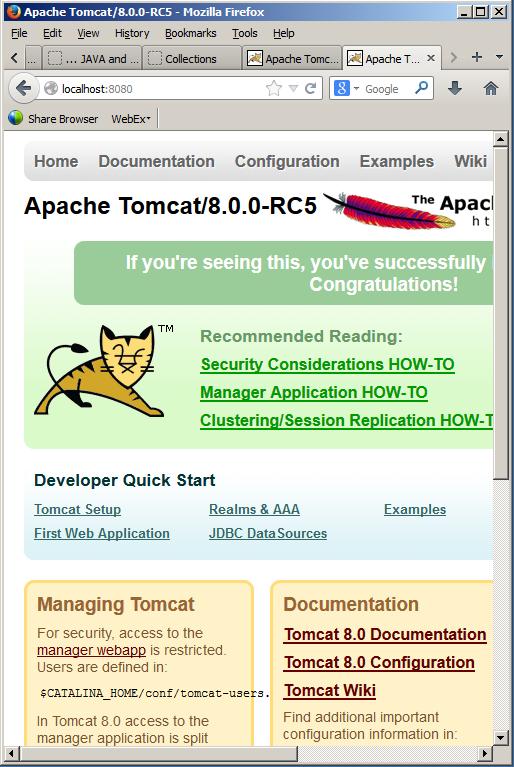 Apache Tomcat/8.0.0-RC5 - Mozilla Firefox
File Edit View History Bookmarks Tools Help
... ... JAVA and ... Collections Apache Tomc... Apache T...
localhost:8080 Google
Share Browser WebEx
Home Documentation Configuration Examples Wiki
Apache Tomcat/8.0.0-RC5
The Apac
ht
If you're seeing this, you've successfully
Congratulations!
TM
Recommended Reading:
Security Considerations HOW-TO
Manager Application HOW-TO
Clustering/Session Replication HOW-T
Developer Quick Start
Tomcat Setup Realms & AAA Examples
First Web Application JDBC DataSources
Managing Tomcat
For security, access to the
manager webapp is restricted.
Users are defined in:
$CATALINA_HOME/conf/tomcat-users.
In Tomcat 8.0 access to the
manager application is split
Documentation
Tomcat 8.0 Documentation
Tomcat 8.0 Configuration
Tomcat Wiki
Find additional important
configuration information in: